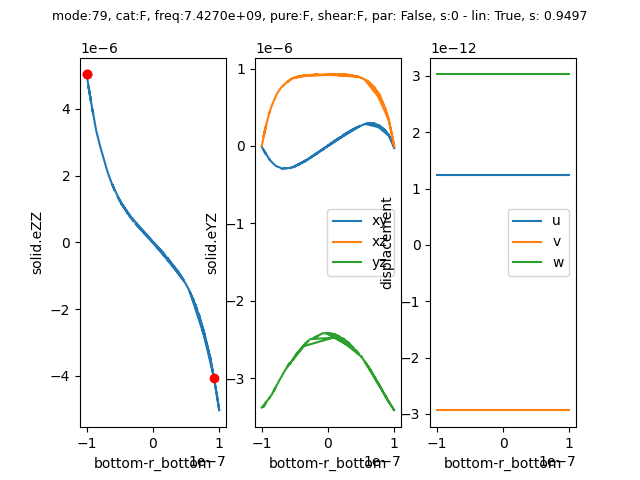 mode:79, cat:F, freq:7.4270e+09, pure:F, shear:F, par: False, s:0 - lin: True, s: 0.9497
1e−6
solid.eZZ
4
2
0
−2
−4
−1
0
1
1e−7
bottom-r_bottom
1e−6
solid.eYZ
1
0
−1
−2
−3
xy
xz
yz
−1
0
1
1e−7
bottom-r_bottom
1e−12
displacement
3
2
1
0
−1
−2
−3
u
v
w
−1
0
1
1e−7
bottom-r_bottom